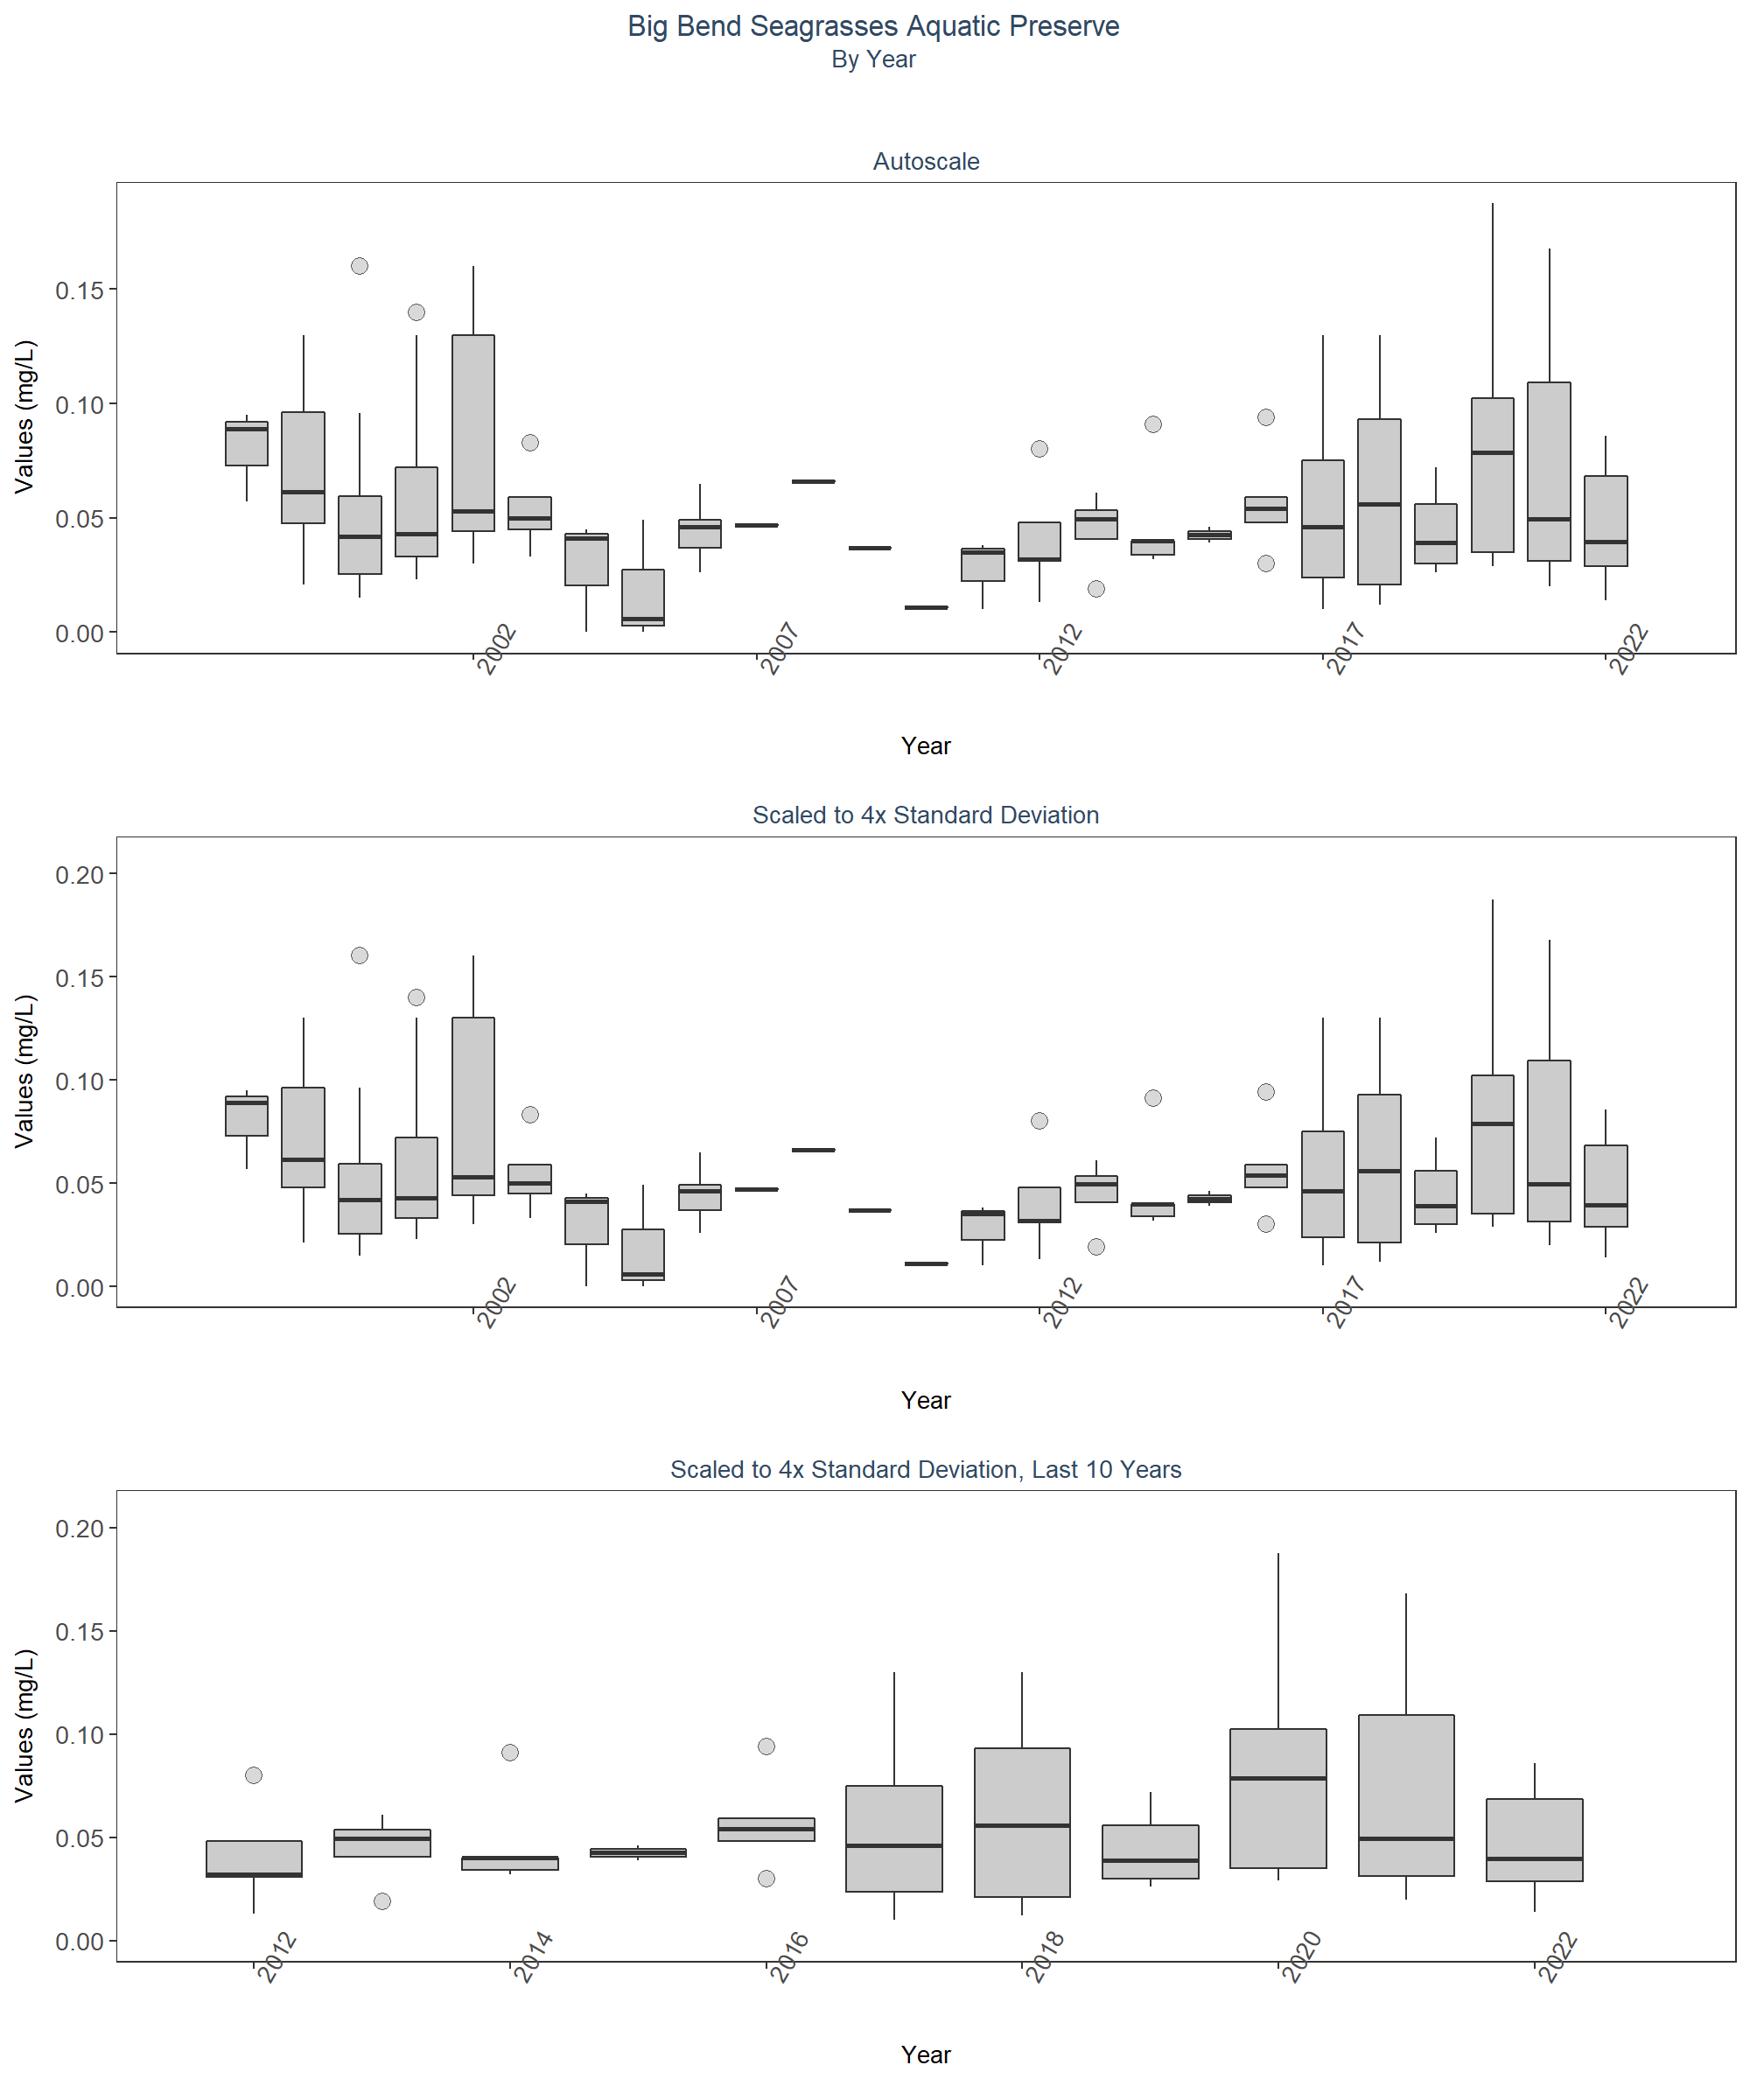 Big Bend Seagrasses Aquatic Preserve
By Year
Autoscale
Values (mg/L)
0.15
0.10
0.05
0.00
2002 2007 2012 2017 2022
Year
Scaled to 4x Standard Deviation
Values (mg/L)
0.20
0.15
0.10
0.05
0.00
2002 2007 2012 2017 2022
Year
Scaled to 4x Standard Deviation, Last 10 Years
Values (mg/L)
0.20
0.15
0.10
0.05
0.00
2012 2014 2016 2018 2020 2022
Year